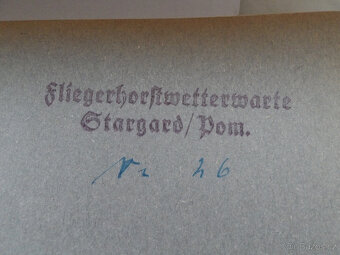 Fliegerhorstwetterwarte
Stargard/Pom.
Nr 26